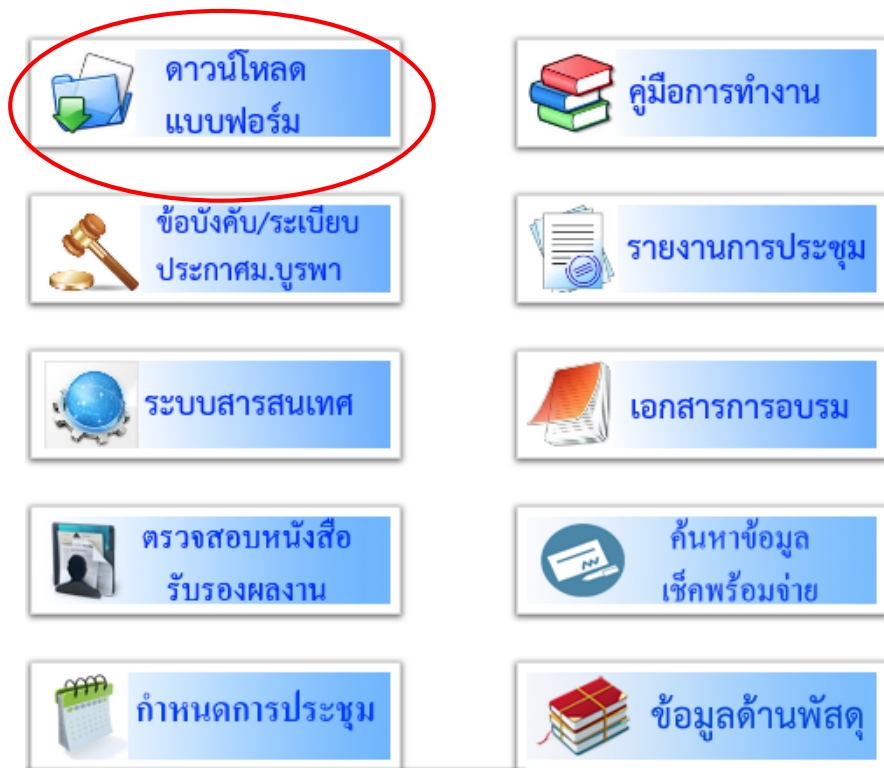 ดาวน์โหลด
แบบฟอร์ม
คู่มือการทำงาน
ข้อบังคับ/ระเบียบ
ประกาศม.บูรพา
รายงานการประชุม
ระบบสารสนเทศ
เอกสารการอบรม
ตรวจสอบหนังสือ
รับรองผลงาน
ค้นหาข้อมูล
เช็คพร้อมจ่าย
กำหนดการประชุม
ข้อมูลด้านพัสดุ